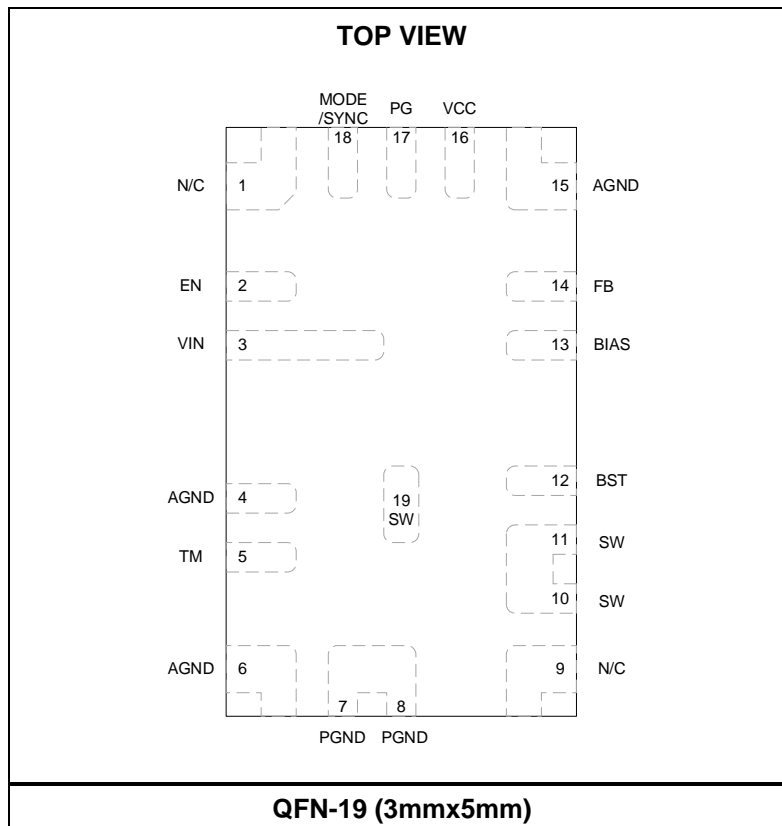 TOP VIEW
MODE
/SYNC
PG
VCC
18
17
16
N/C
1
15
AGND
EN
2
14
FB
VIN
3
13
BIAS
12
BST
AGND
4
19
SW
11
SW
TM
5
10
SW
AGND
6
9
N/C
7
8
PGND
PGND
QFN-19 (3mmx5mm)